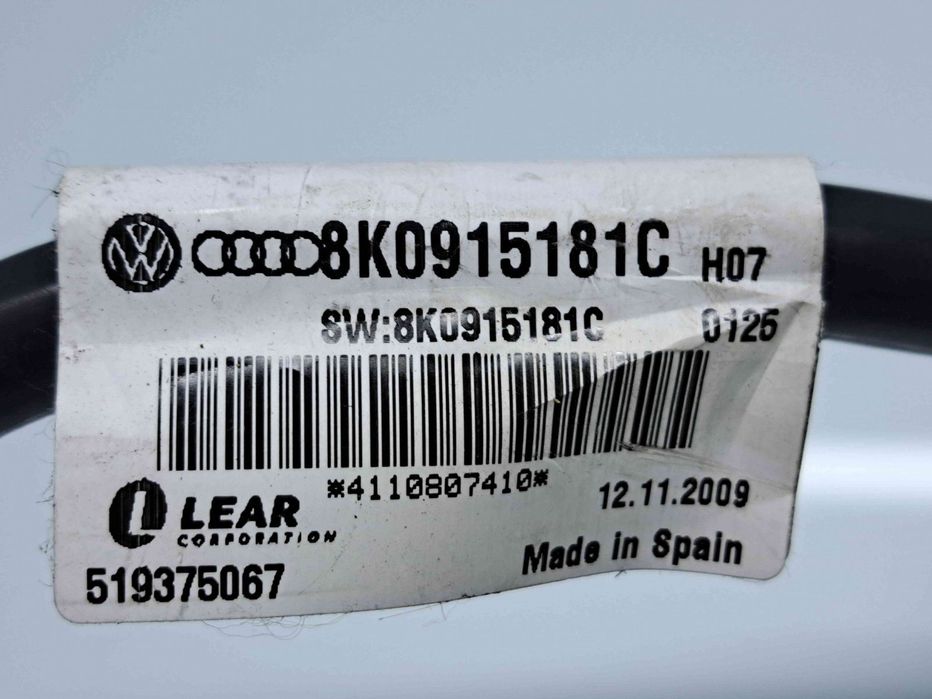 8K0915181C H07
SW:8K0915181C 0125
*4110807410*
12.11.2009
LEAR
CORPORATION
Made in Spain
519375067